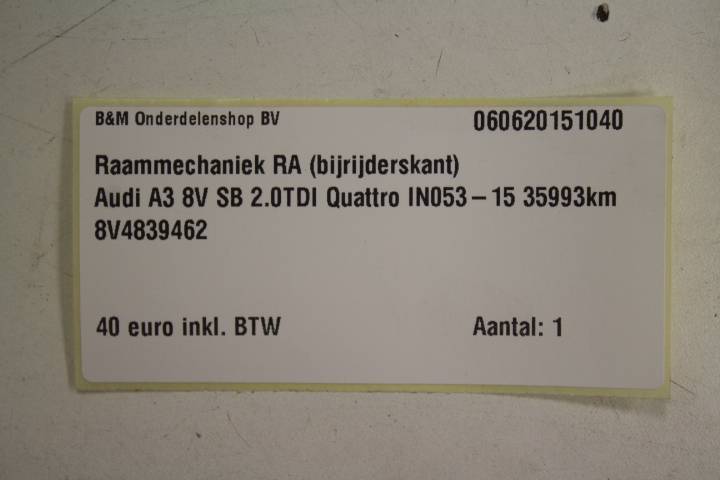 B&M Onderdelenshop BV 060620151040
Raammechaniek RA (bijrijderskant)
Audi A3 8V SB 2.0TDI Quattro IN053 – 15 35993km
8V4839462
40 euro inkl. BTW Aantal: 1